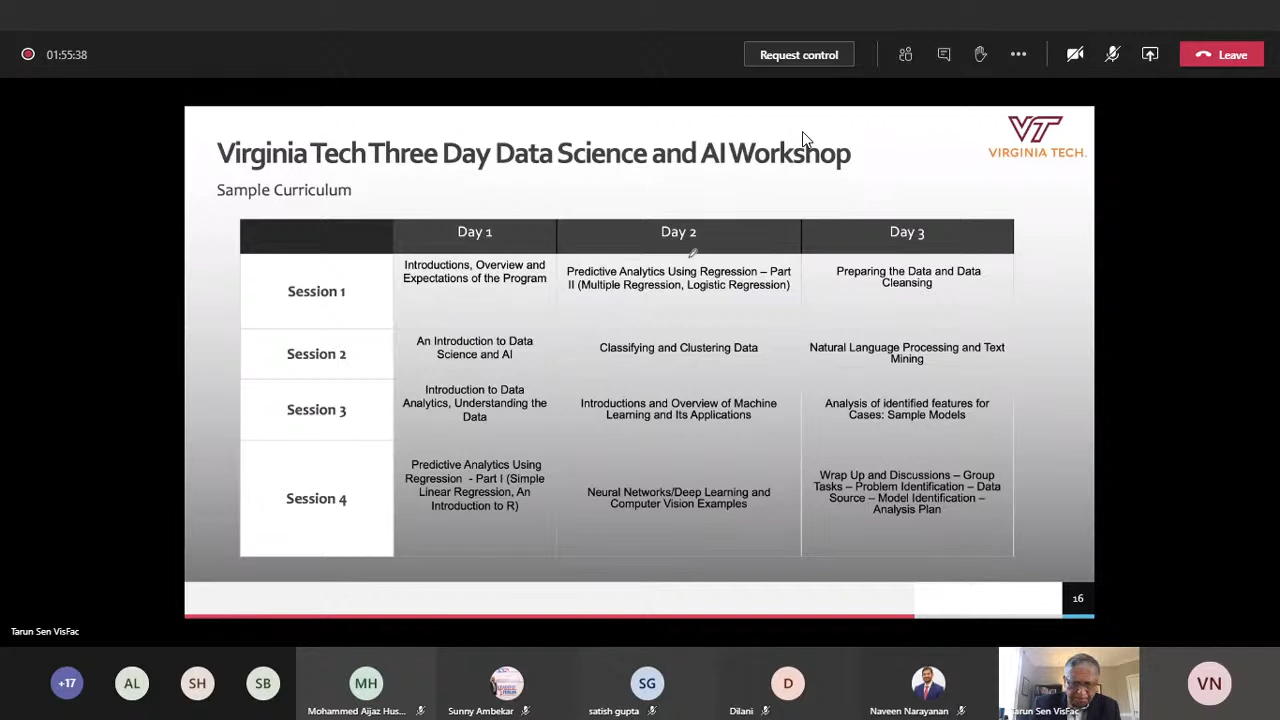 01:55:38
Request control
Leave
Virginia Tech Three Day Data Science and AI Workshop
VT
VIRGINIA TECH.
Sample Curriculum
Day 1
Day 2
Day 3
Session 1
Introductions, Overview and
Expectations of the Program
Predictive Analytics Using Regression – Part
II (Multiple Regression, Logistic Regression)
Preparing the Data and Data
Cleansing
Session 2
An Introduction to Data
Science and AI
Classifying and Clustering Data
Natural Language Processing and Text
Mining
Session 3
Introduction to Data
Analytics, Understanding the
Data
Introductions and Overview of Machine
Learning and Its Applications
Analysis of identified features for
Cases: Sample Models
Session 4
Predictive Analytics Using
Regression - Part I (Simple
Linear Regression, An
Introduction to R)
Neural Networks/Deep Learning and
Computer Vision Examples
Wrap Up and Discussions – Group
Tasks – Problem Identification – Data
Source – Model Identification –
Analysis Plan
16
Tarun Sen VisFac
+17
AL
SH
SB
MH
Mohammed Aijaz Hus...
Sunny Ambekar
SG
satish gupta
D
Dilani
Naveen Narayanan
Tarun Sen VisFac
VN